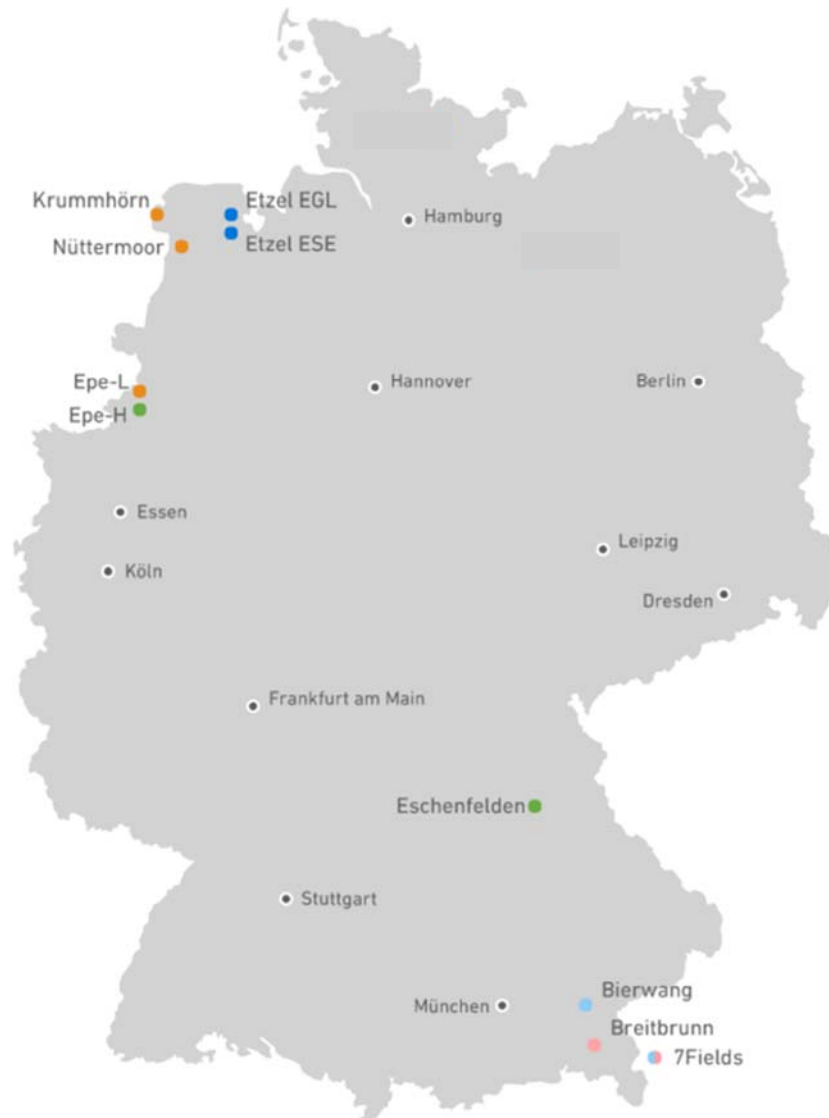 Krummhörn
Etzel EGL
Hamburg
Nüttermoor
Etzel ESE
Epe-L
Hannover
Berlin
Epe-H
Essen
Leipzig
Köln
Dresden
Frankfurt am Main
Eschenfelden
Stuttgart
Bierwang
München
Breitbrunn
7Fields